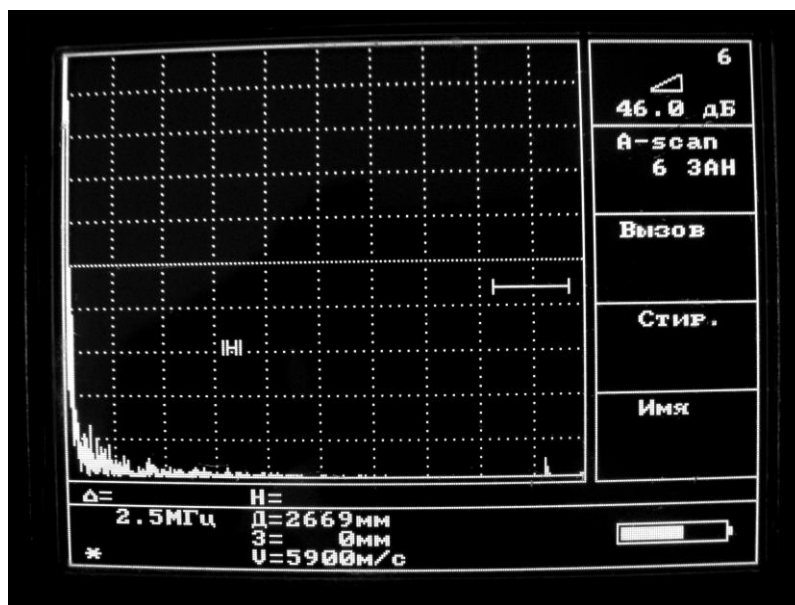 6
46.0 дБ
A-scan
6 ЗАН
Вызов
Стир.
Имя
Δ= H=
2.5МГц Д=2669мм
З= 0мм
* V=5900м/с